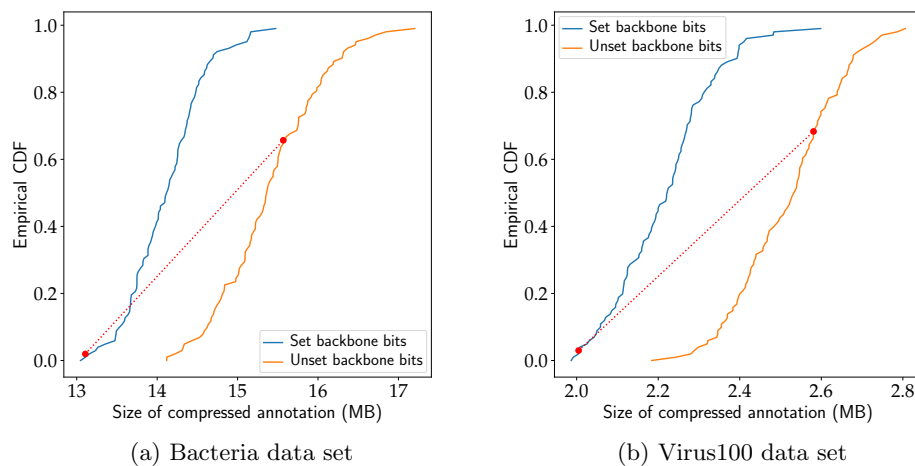 1.0
0.8
0.6
0.4
0.2
0.0
Empirical CDF
Set backbone bits
Unset backbone bits
13 14 15 16 17
Size of compressed annotation (MB)
(a) Bacteria data set
Set backbone bits
Unset backbone bits
1.0
0.8
0.6
0.4
0.2
0.0
Empirical CDF
2.0 2.2 2.4 2.6 2.8
Size of compressed annotation (MB)
(b) Virus100 data set